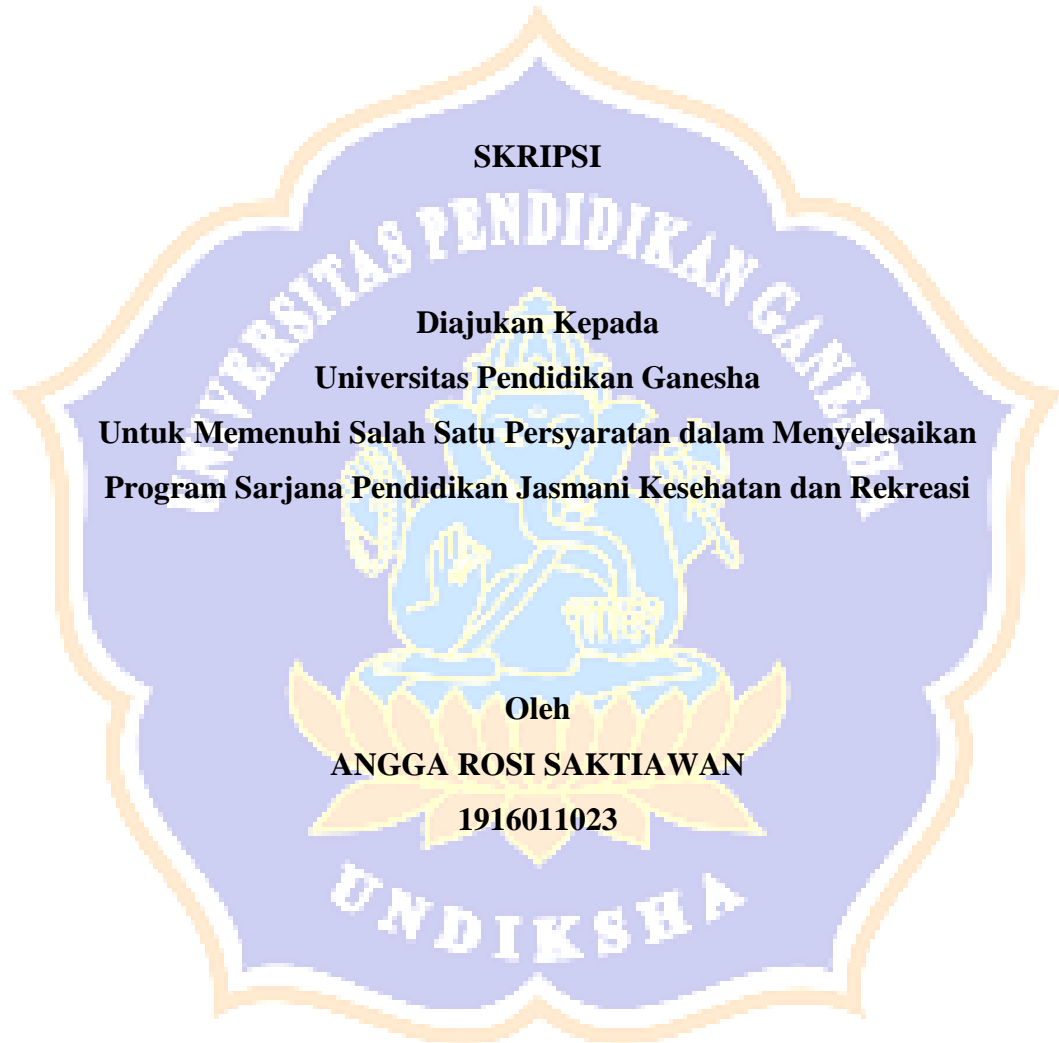 SKRIPSI
UNIVERSITAS PENDIDIKAN GANESHA
Diajukan Kepada
Universitas Pendidikan Ganesha
Untuk Memenuhi Salah Satu Persyaratan dalam Menyelesaikan
Program Sarjana Pendidikan Jasmani Kesehatan dan Rekreasi
Oleh
ANGGA ROSI SAKTIAWAN
1916011023
UNDIKSHA